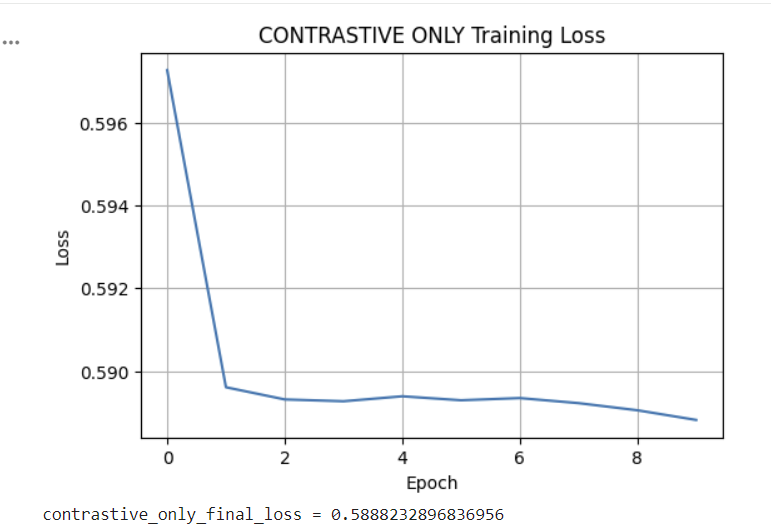 ...
CONTRASTIVE ONLY Training Loss
0.596
0.594
0.592
0.590
Loss
0
2
4
6
8
Epoch
contrastive_only_final_loss = 0.5888232896836956